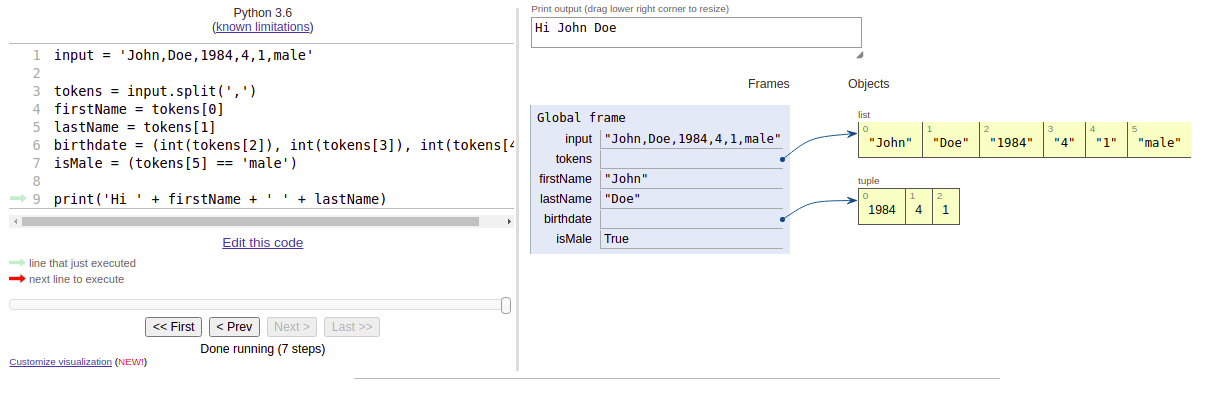 Python 3.6
(known limitations)
1 input = 'John,Doe,1984,4,1,male'
2
3 tokens = input.split(',')
4 firstName = tokens[0]
5 lastName = tokens[1]
6 birthdate = (int(tokens[2]), int(tokens[3]), int(tokens[4
7 isMale = (tokens[5] == 'male')
8
9 print('Hi ' + firstName + ' ' + lastName)
Edit this code
line that just executed
next line to execute
<< First < Prev Next > Last >>
Done running (7 steps)
Customize visualization (NEW!)
Print output (drag lower right corner to resize)
Hi John Doe
Frames Objects
Global frame
input "John,Doe,1984,4,1,male"
tokens
firstName "John"
lastName "Doe"
birthdate
isMale True
list
0 1 2 3 4 5
"John" "Doe" "1984" "4" "1" "male"
tuple
0 1 2
1984 4 1